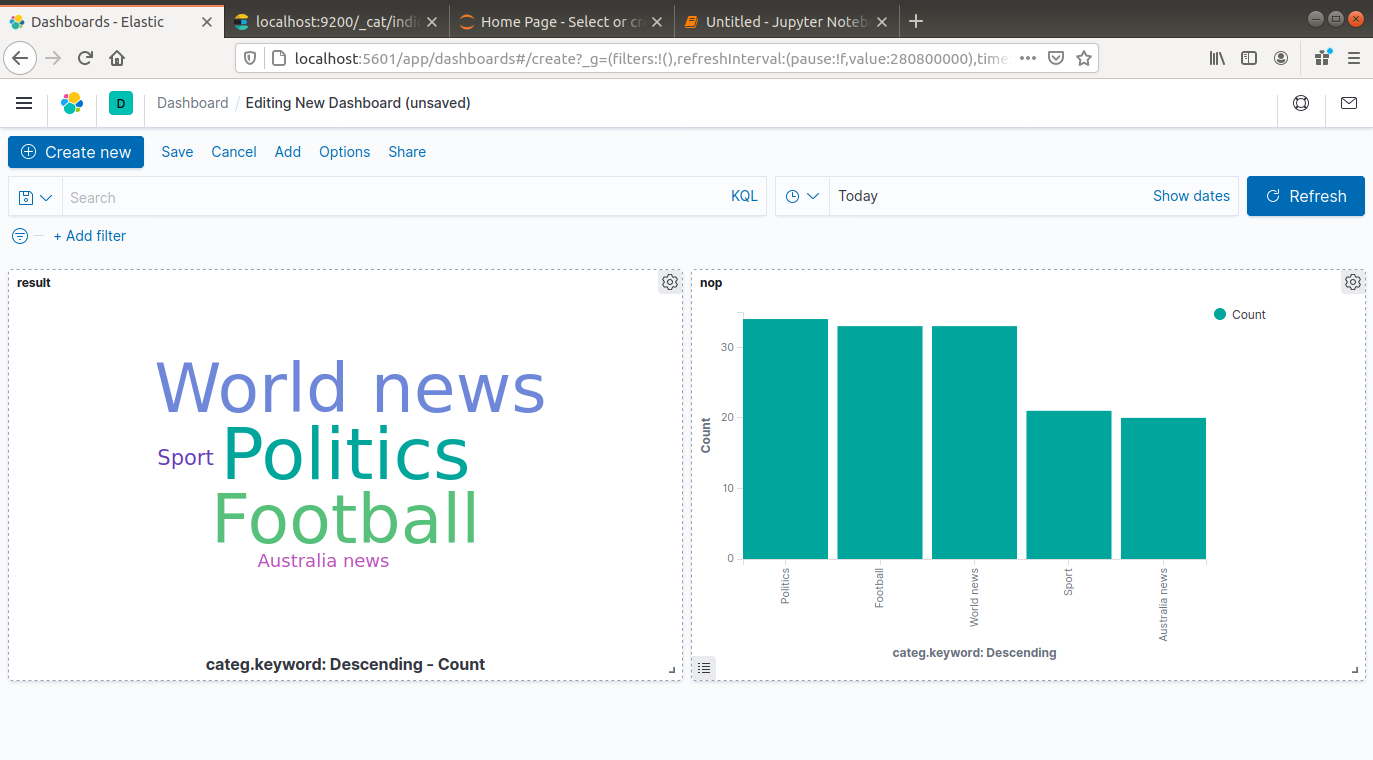 Dashboards - Elastic
localhost:9200/_cat/indi
Home Page - Select or cr
Untitled - Jupyter Noteb
localhost:5601/app/dashboards#/create?_g=(filters:!(),refreshInterval:(pause:!f,value:280800000),time
D
Dashboard / Editing New Dashboard (unsaved)
Create new Save Cancel Add Options Share
Search KQL Today Show dates Refresh
+ Add filter
result
World news
Sport Politics
Football
Australia news
categ.keyword: Descending - Count
nop
Count
30
20
10
0
Count
Politics
Football
World news
Sport
Australia news
categ.keyword: Descending